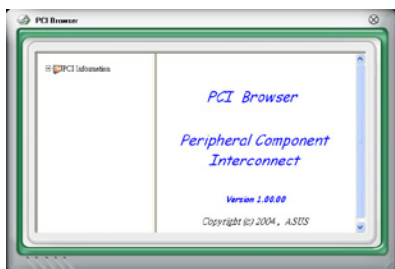 PCI Browser
PCI Information
PCI Browser
Peripheral Component
Interconnect
Version 1.00.00
Copyright (c) 2004, ASUS